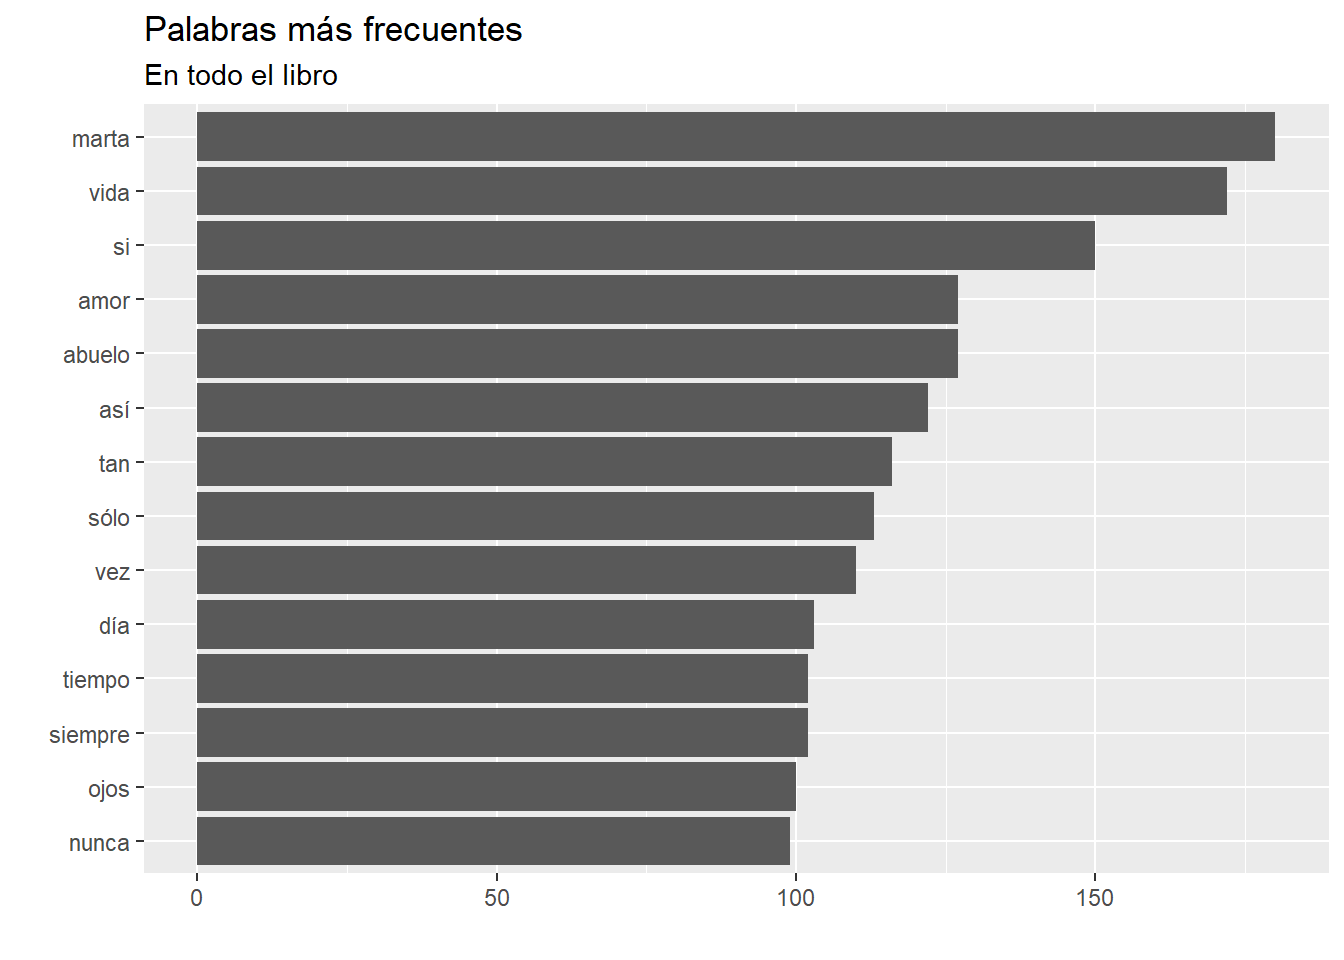 Palabras más frecuentes
En todo el libro
marta
vida
si
amor
abuelo
así
tan
sólo
vez
día
tiempo
siempre
ojos
nunca
0 50 100 150